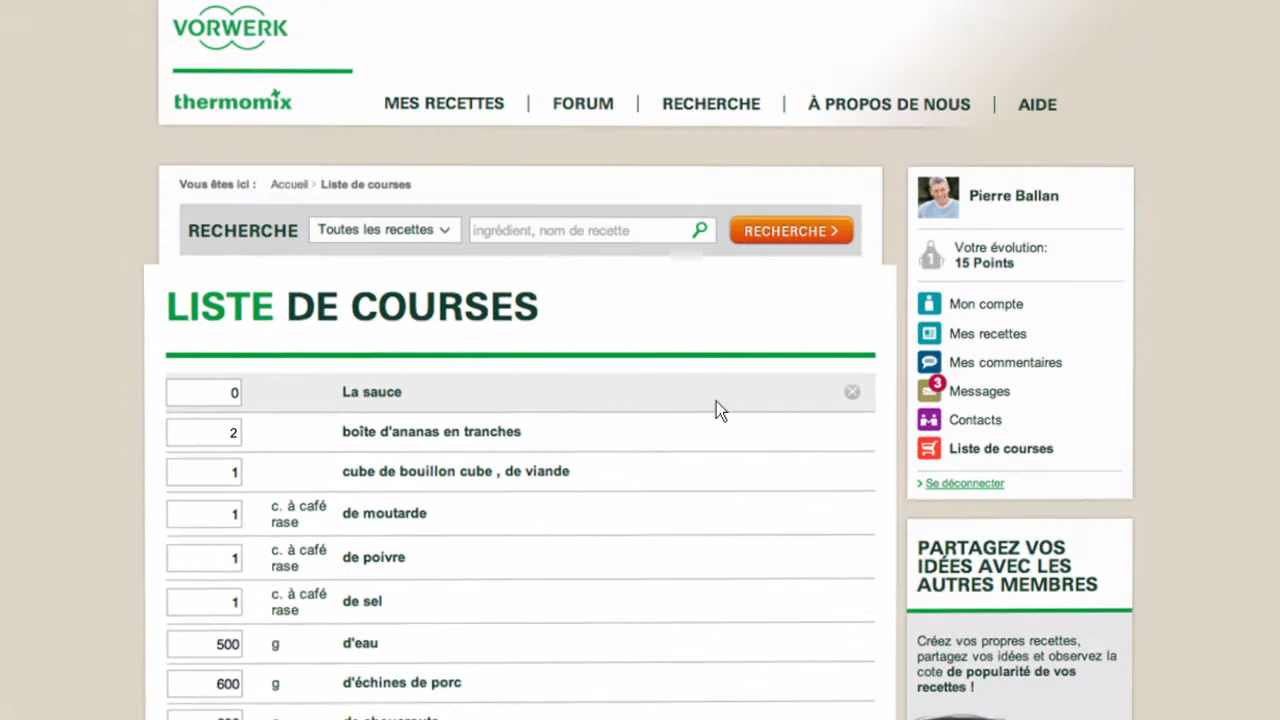 VORWERK
thermomix
MES RECETTES | FORUM | RECHERCHE | À PROPOS DE NOUS | AIDE
Vous êtes ici : Accueil > Liste de courses
RECHERCHE Toutes les recettes ingrédient, nom de recette RECHERCHE >
LISTE DE COURSES
0 La sauce
2 boîte d'ananas en tranches
1 cube de bouillon cube , de viande
1 c. à café rase de moutarde
1 c. à café rase de poivre
1 c. à café rase de sel
500 g d'eau
600 g d'échines de porc
Pierre Ballan
1
Votre évolution:
15 Points
Mon compte
Mes recettes
Mes commentaires
3
Messages
Contacts
Liste de courses
> Se déconnecter
PARTAGEZ VOS
IDÉES AVEC LES
AUTRES MEMBRES
Créez vos propres recettes,
partagez vos idées et observez la
cote de popularité de vos
recettes !